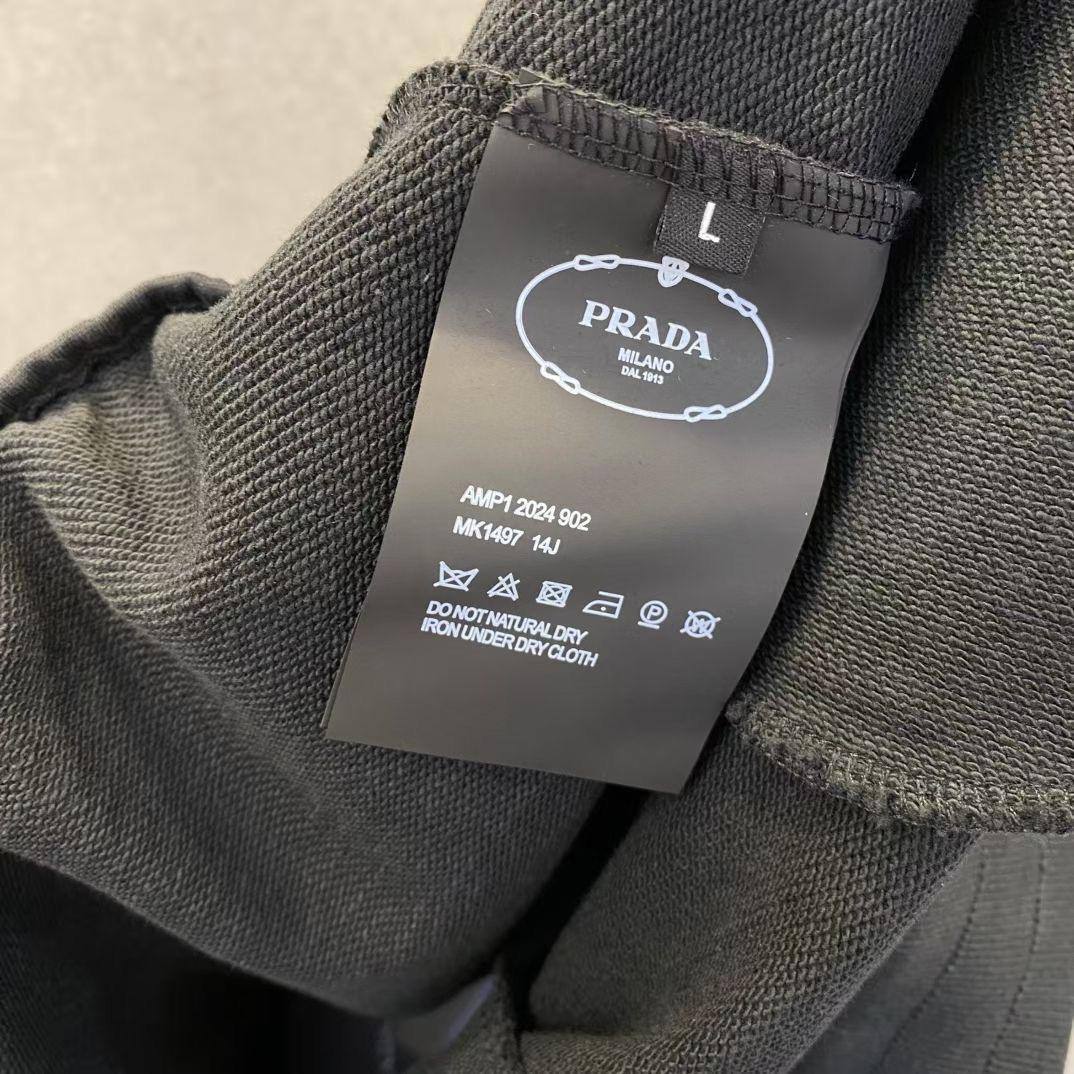 L
PRADA
MILANO
DAL 1913
AMP1 2024 902
MK1497 14J
P
W
DO NOT NATURAL DRY
IRON UNDER DRY CLOTH